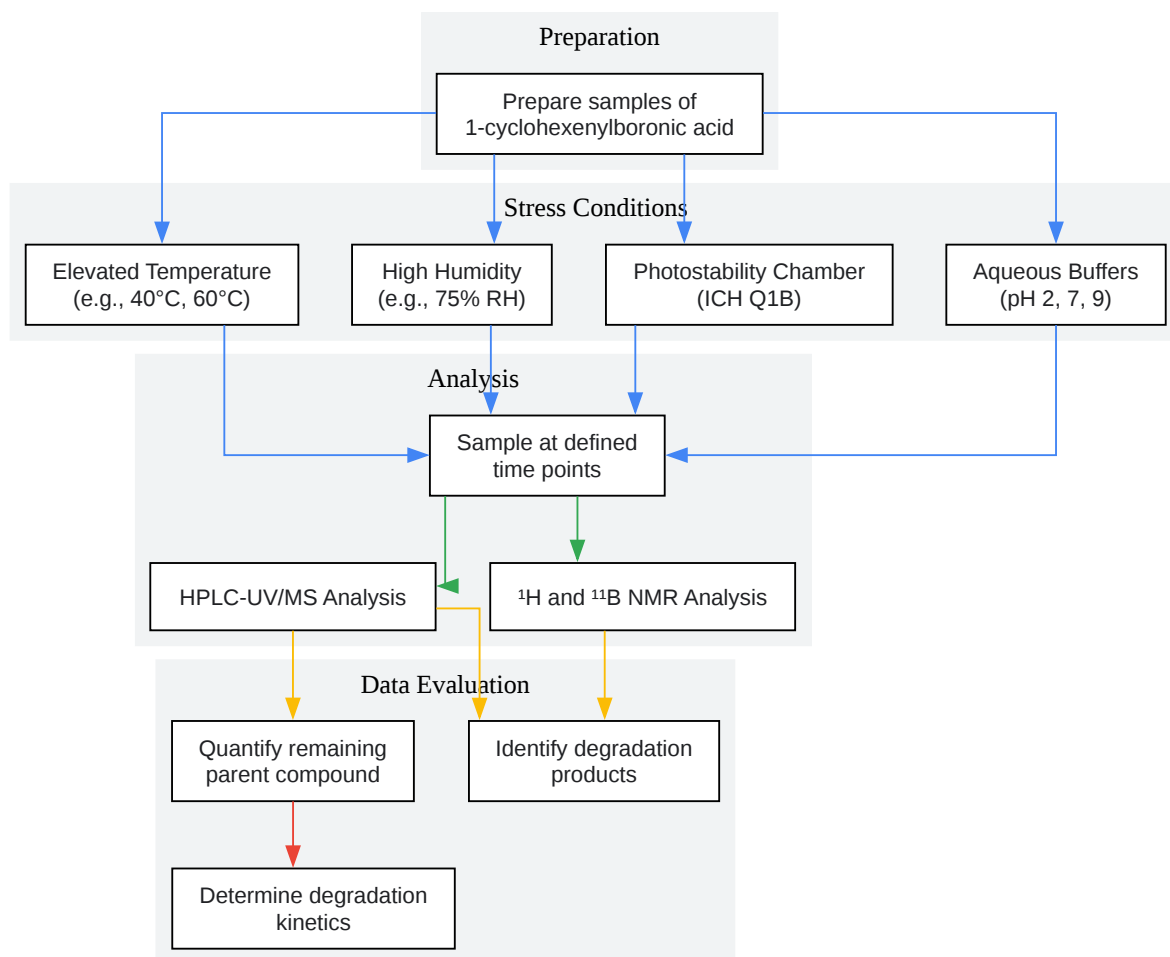 Preparation
Prepare samples of
1-cyclohexenylboronic acid
Stress Conditions
Elevated Temperature
(e.g., 40°C, 60°C)
High Humidity
(e.g., 75% RH)
Photostability Chamber
(ICH Q1B)
Aqueous Buffers
(pH 2, 7, 9)
Analysis
Sample at defined
time points
HPLC-UV/MS Analysis
¹H and ¹¹B NMR Analysis
Data Evaluation
Quantify remaining
parent compound
Identify degradation
products
Determine degradation
kinetics